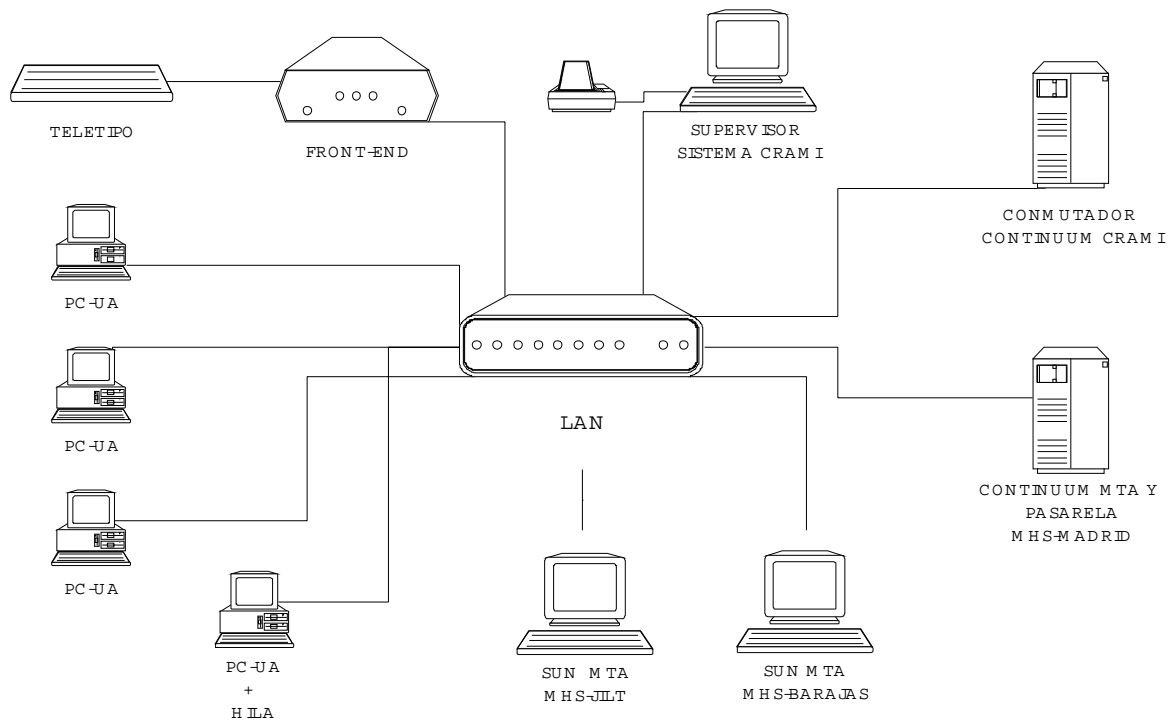 TELETIPO
FRONT-END
SUPERVISOR
SISTEMA CRAMI
CONMUTADOR
CONTINUUM CRAMI
PC-UA
PC-UA
LAN
CONTINUUM MTA Y
PASARELA
MHS-MADRID
PC-UA
PC-UA
+
HILA
SUN MTA
MHS-JILT
SUN MTA
MHS-BARAJAS